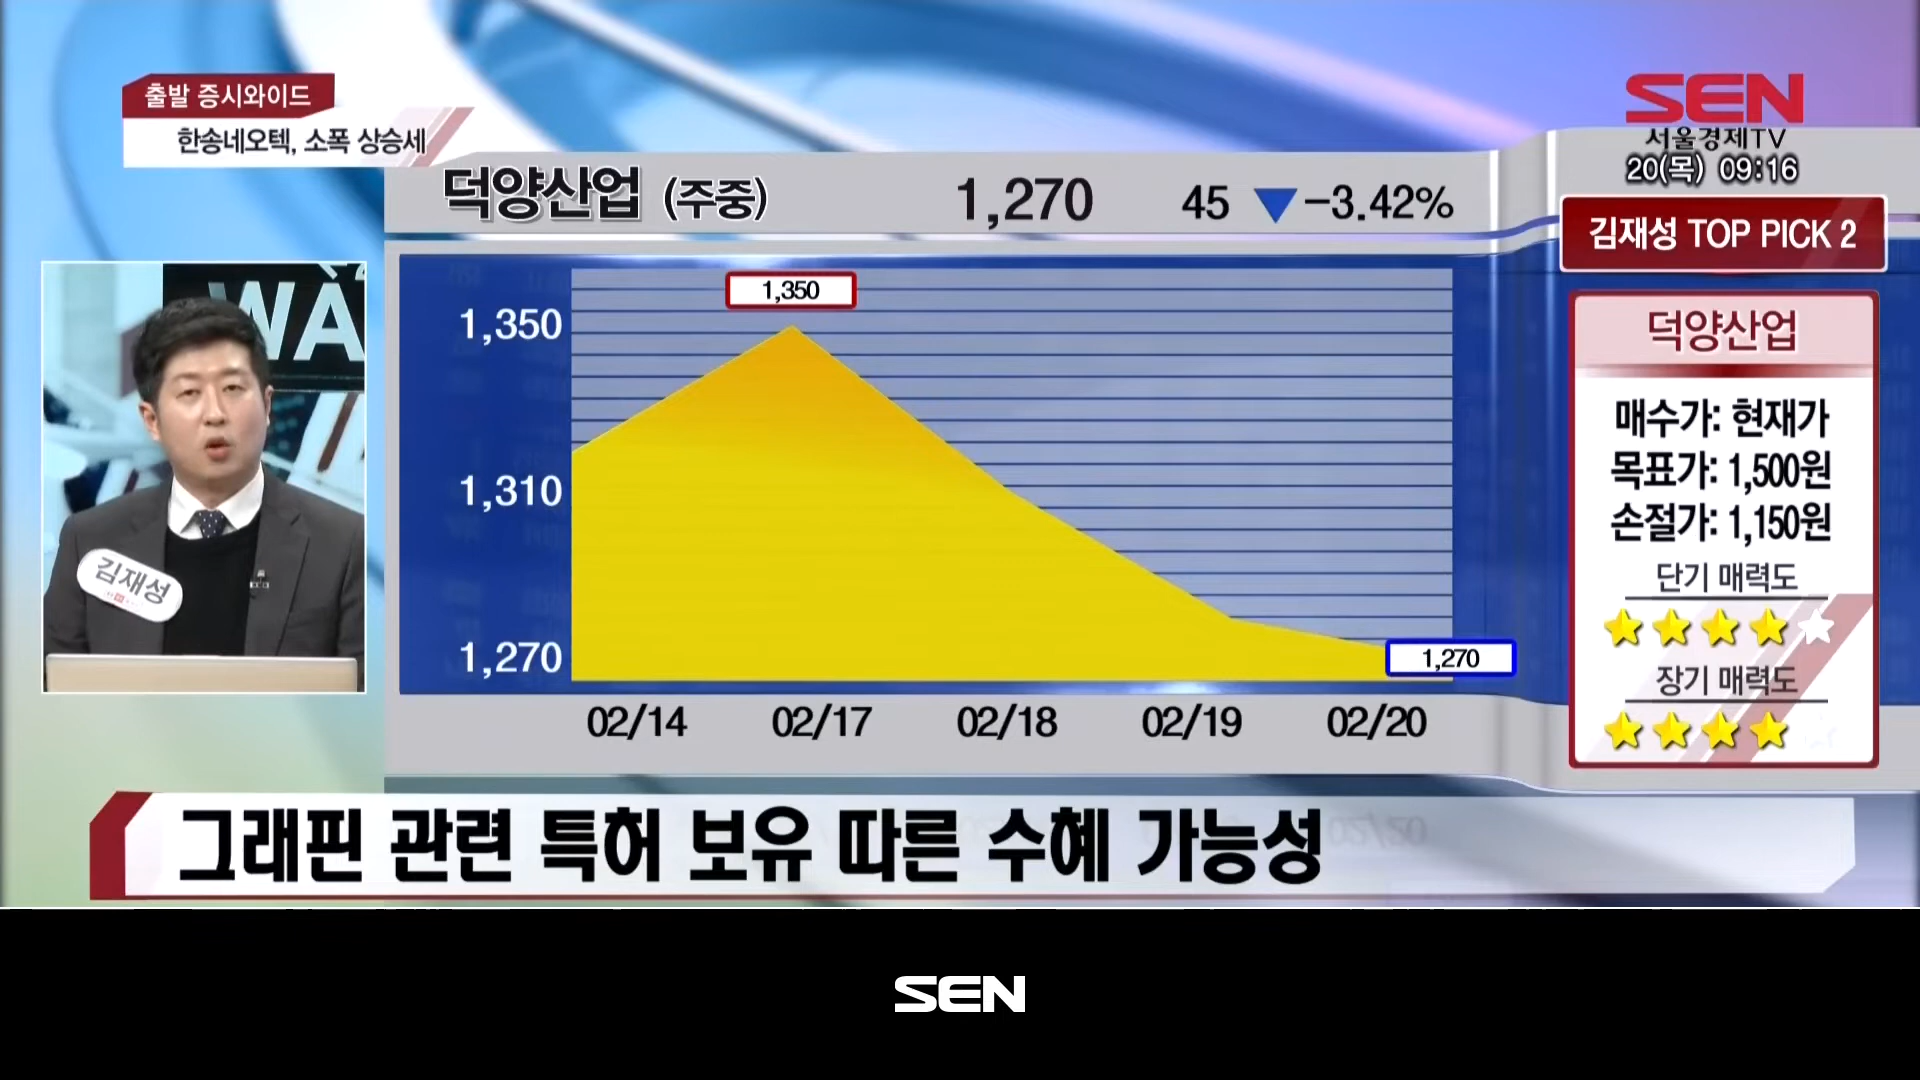 출발 증시와이드
한송네오텍, 소폭 상승세
SEN
서울경제TV
20(목) 09:16
덕양산업 (주중) 1,270 45 ▼ -3.42%
김재성 TOP PICK 2
WA
1,350
1,350
1,310
1,270
1,270
02/14 02/17 02/18 02/19 02/20
덕양산업
매수가: 현재가
목표가: 1,500원
손절가: 1,150원
단기 매력도
장기 매력도
김재성
그래핀 관련 특허 보유 따른 수혜 가능성
SEN